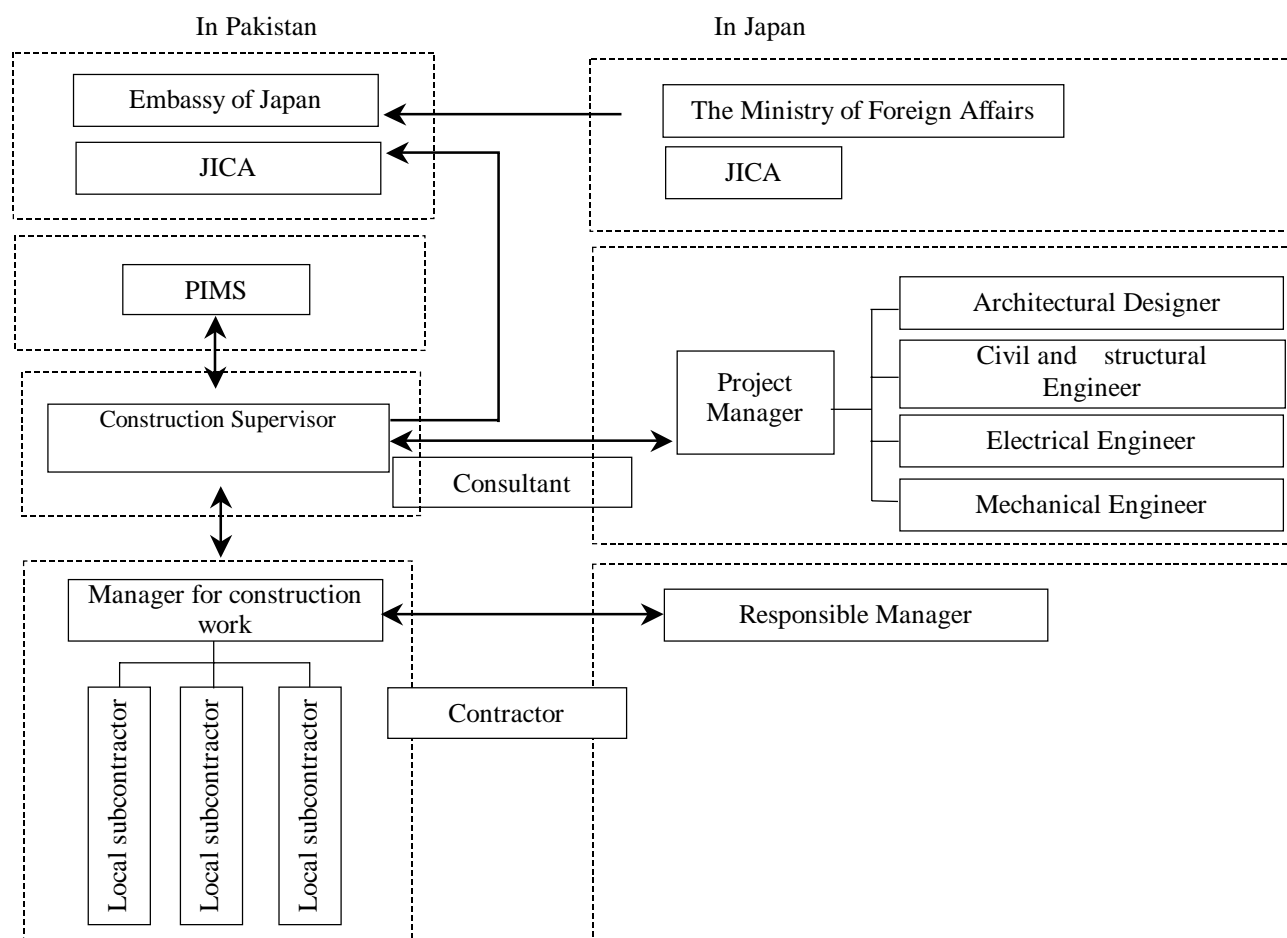 In Pakistan
In Japan
Embassy of Japan
The Ministry of Foreign Affairs
JICA
JICA
PIMS
Architectural Designer
Civil and structural
Engineer
Project
Manager
Construction Supervisor
Electrical Engineer
Consultant
Mechanical Engineer
Manager for construction
work
Responsible Manager
Local subcontractor
Local subcontractor
Local subcontractor
Contractor